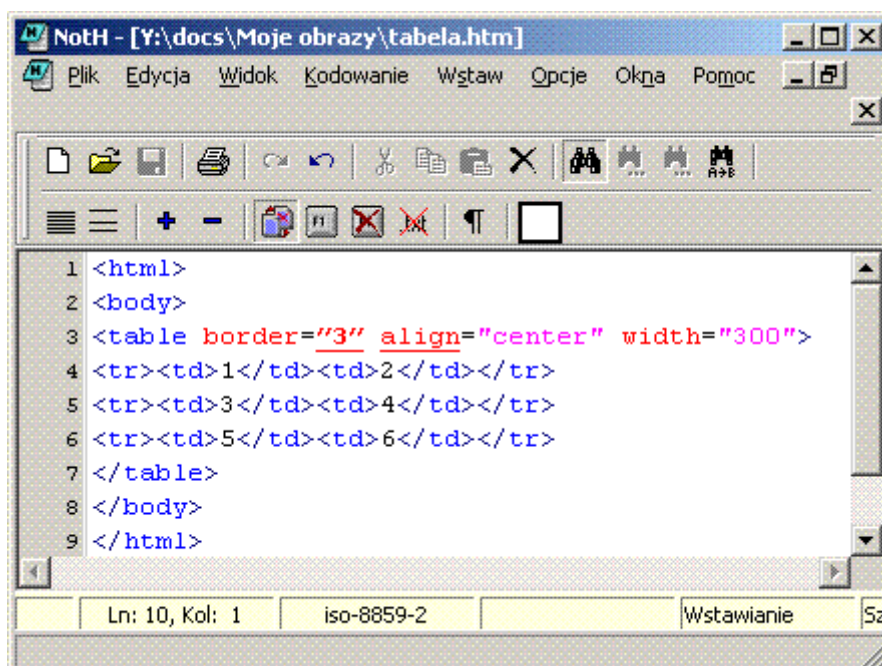 NotH - [Y:\docs\Moje obrazy\tabela.htm]
Plik Edycja Widok Kodowanie Wstaw Opcje Okna Pomoc
A→B
F1 .txt ¶
1 <html>
2 <body>
3 <table border=″3″ align="center" width="300">
4 <tr><td>1</td><td>2</td></tr>
5 <tr><td>3</td><td>4</td></tr>
6 <tr><td>5</td><td>6</td></tr>
7 </table>
8 </body>
9 </html>
Ln: 10, Kol: 1 iso-8859-2 Wstawianie